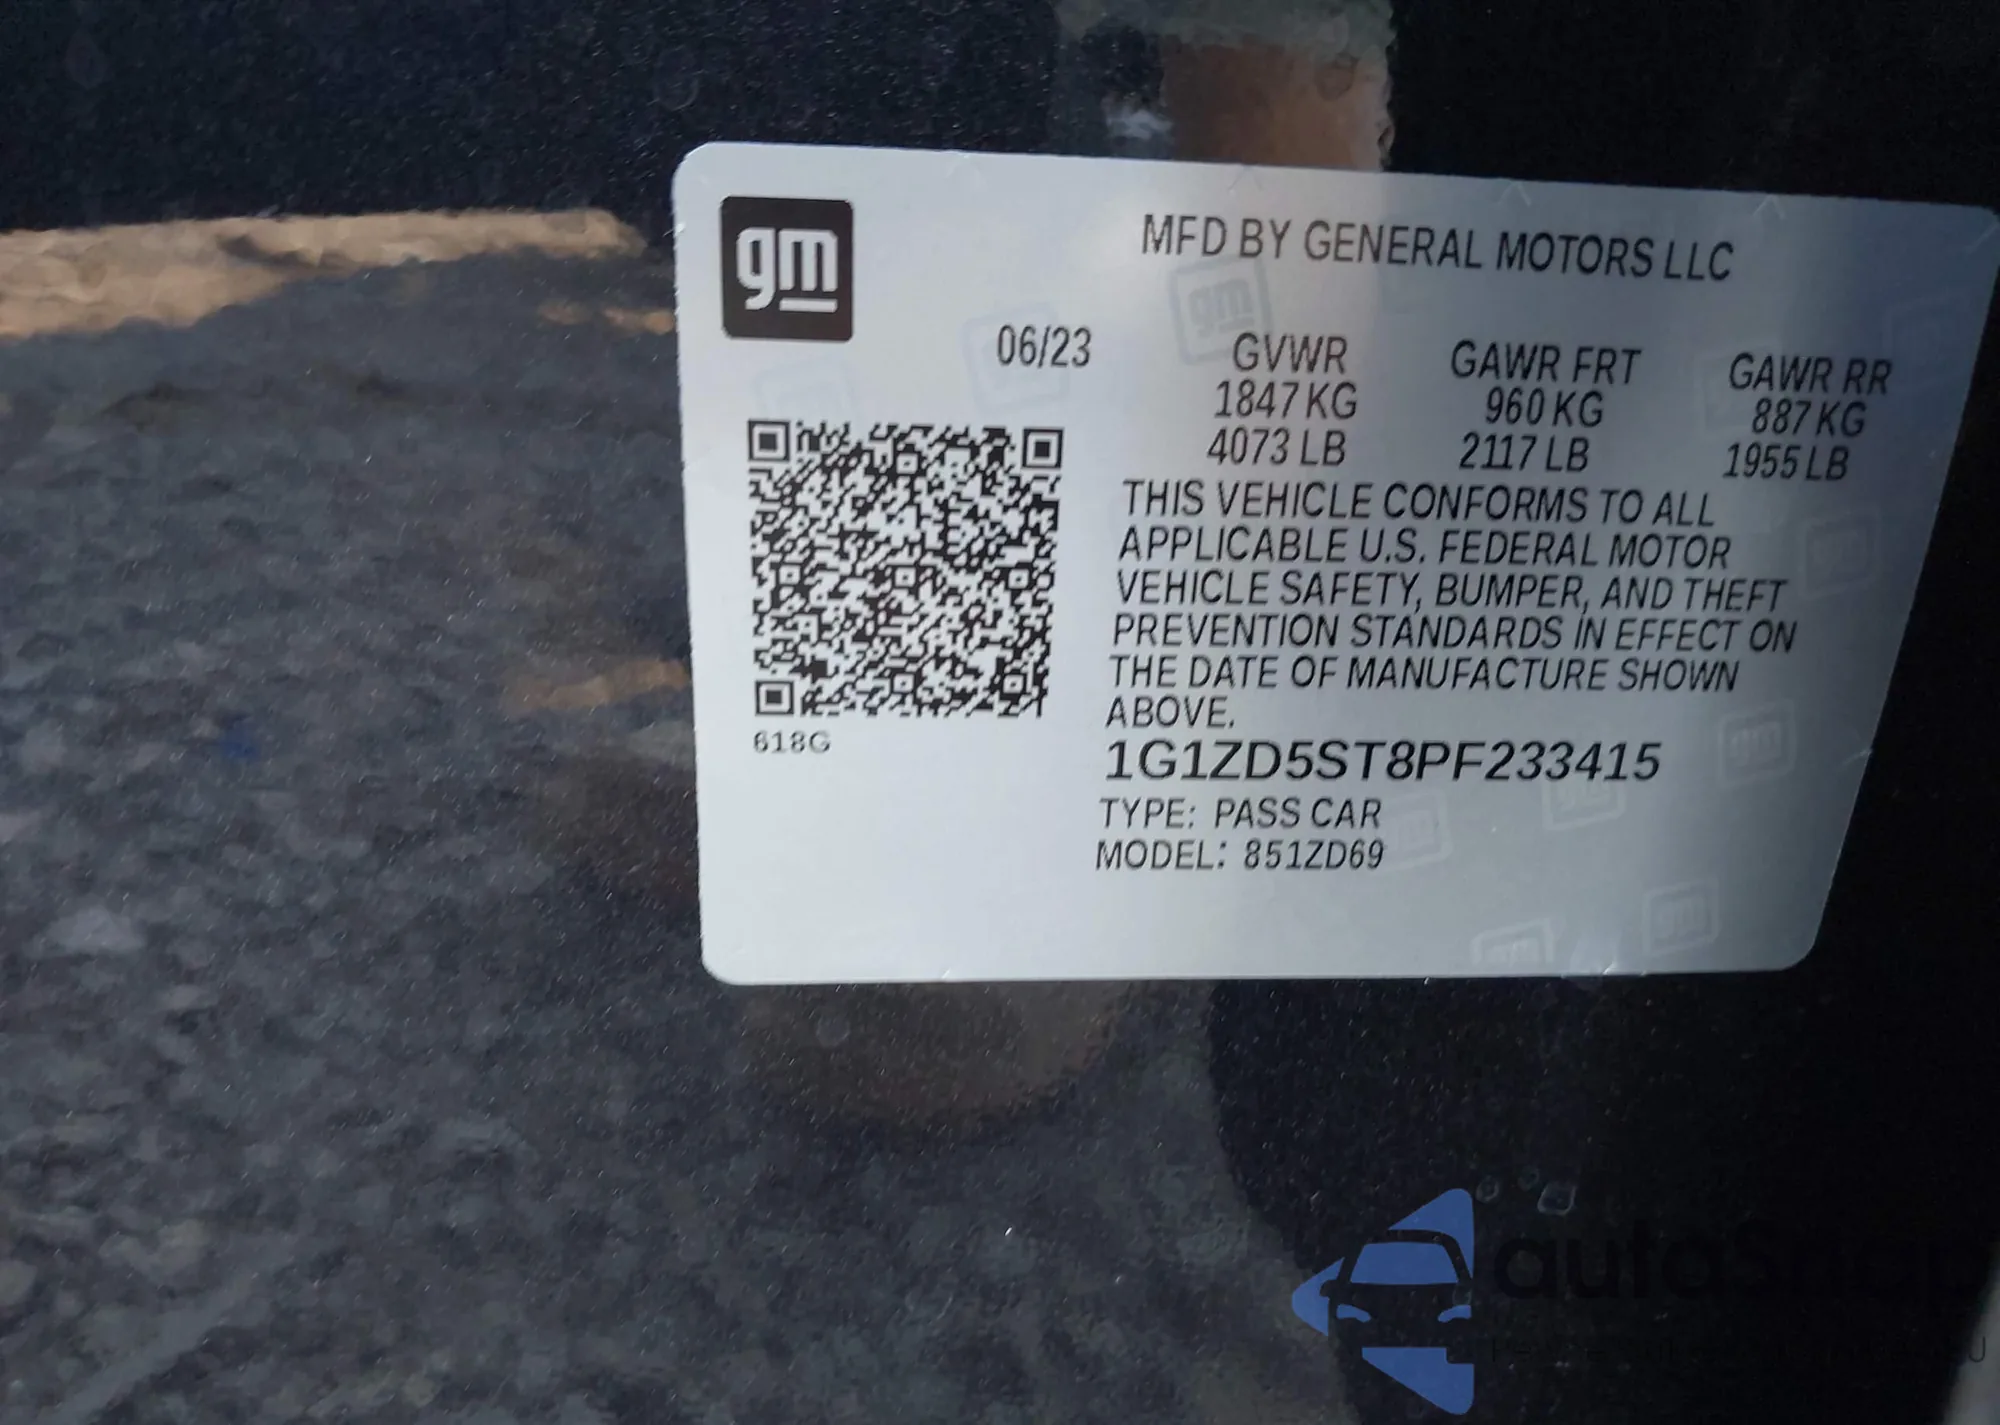 gm
MFD BY GENERAL MOTORS LLC
06/23
GVWR GAWR FRT GAWR RR
1847 KG 960 KG 887 KG
4073 LB 2117 LB 1955 LB
THIS VEHICLE CONFORMS TO ALL
APPLICABLE U.S. FEDERAL MOTOR
VEHICLE SAFETY, BUMPER, AND THEFT
PREVENTION STANDARDS IN EFFECT ON
THE DATE OF MANUFACTURE SHOWN
ABOVE.
618G
1G1ZD5ST8PF233415
TYPE: PASS CAR
MODEL: 851ZD69
autoShop